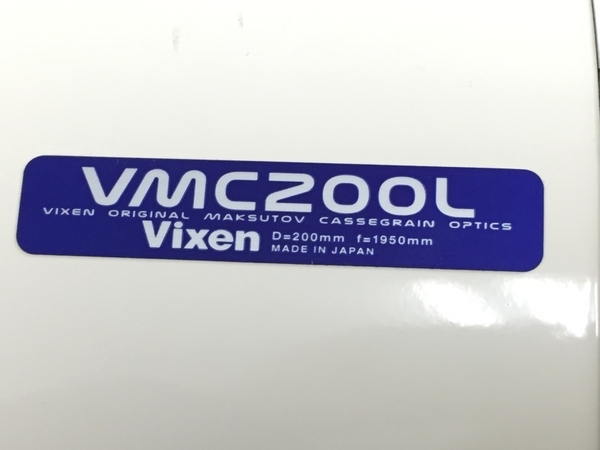 VMC200L
VIXEN ORIGINAL MAKSUTOV CASSEGRAIN OPTICS
Vixen D=200mm f=1950mm
MADE IN JAPAN